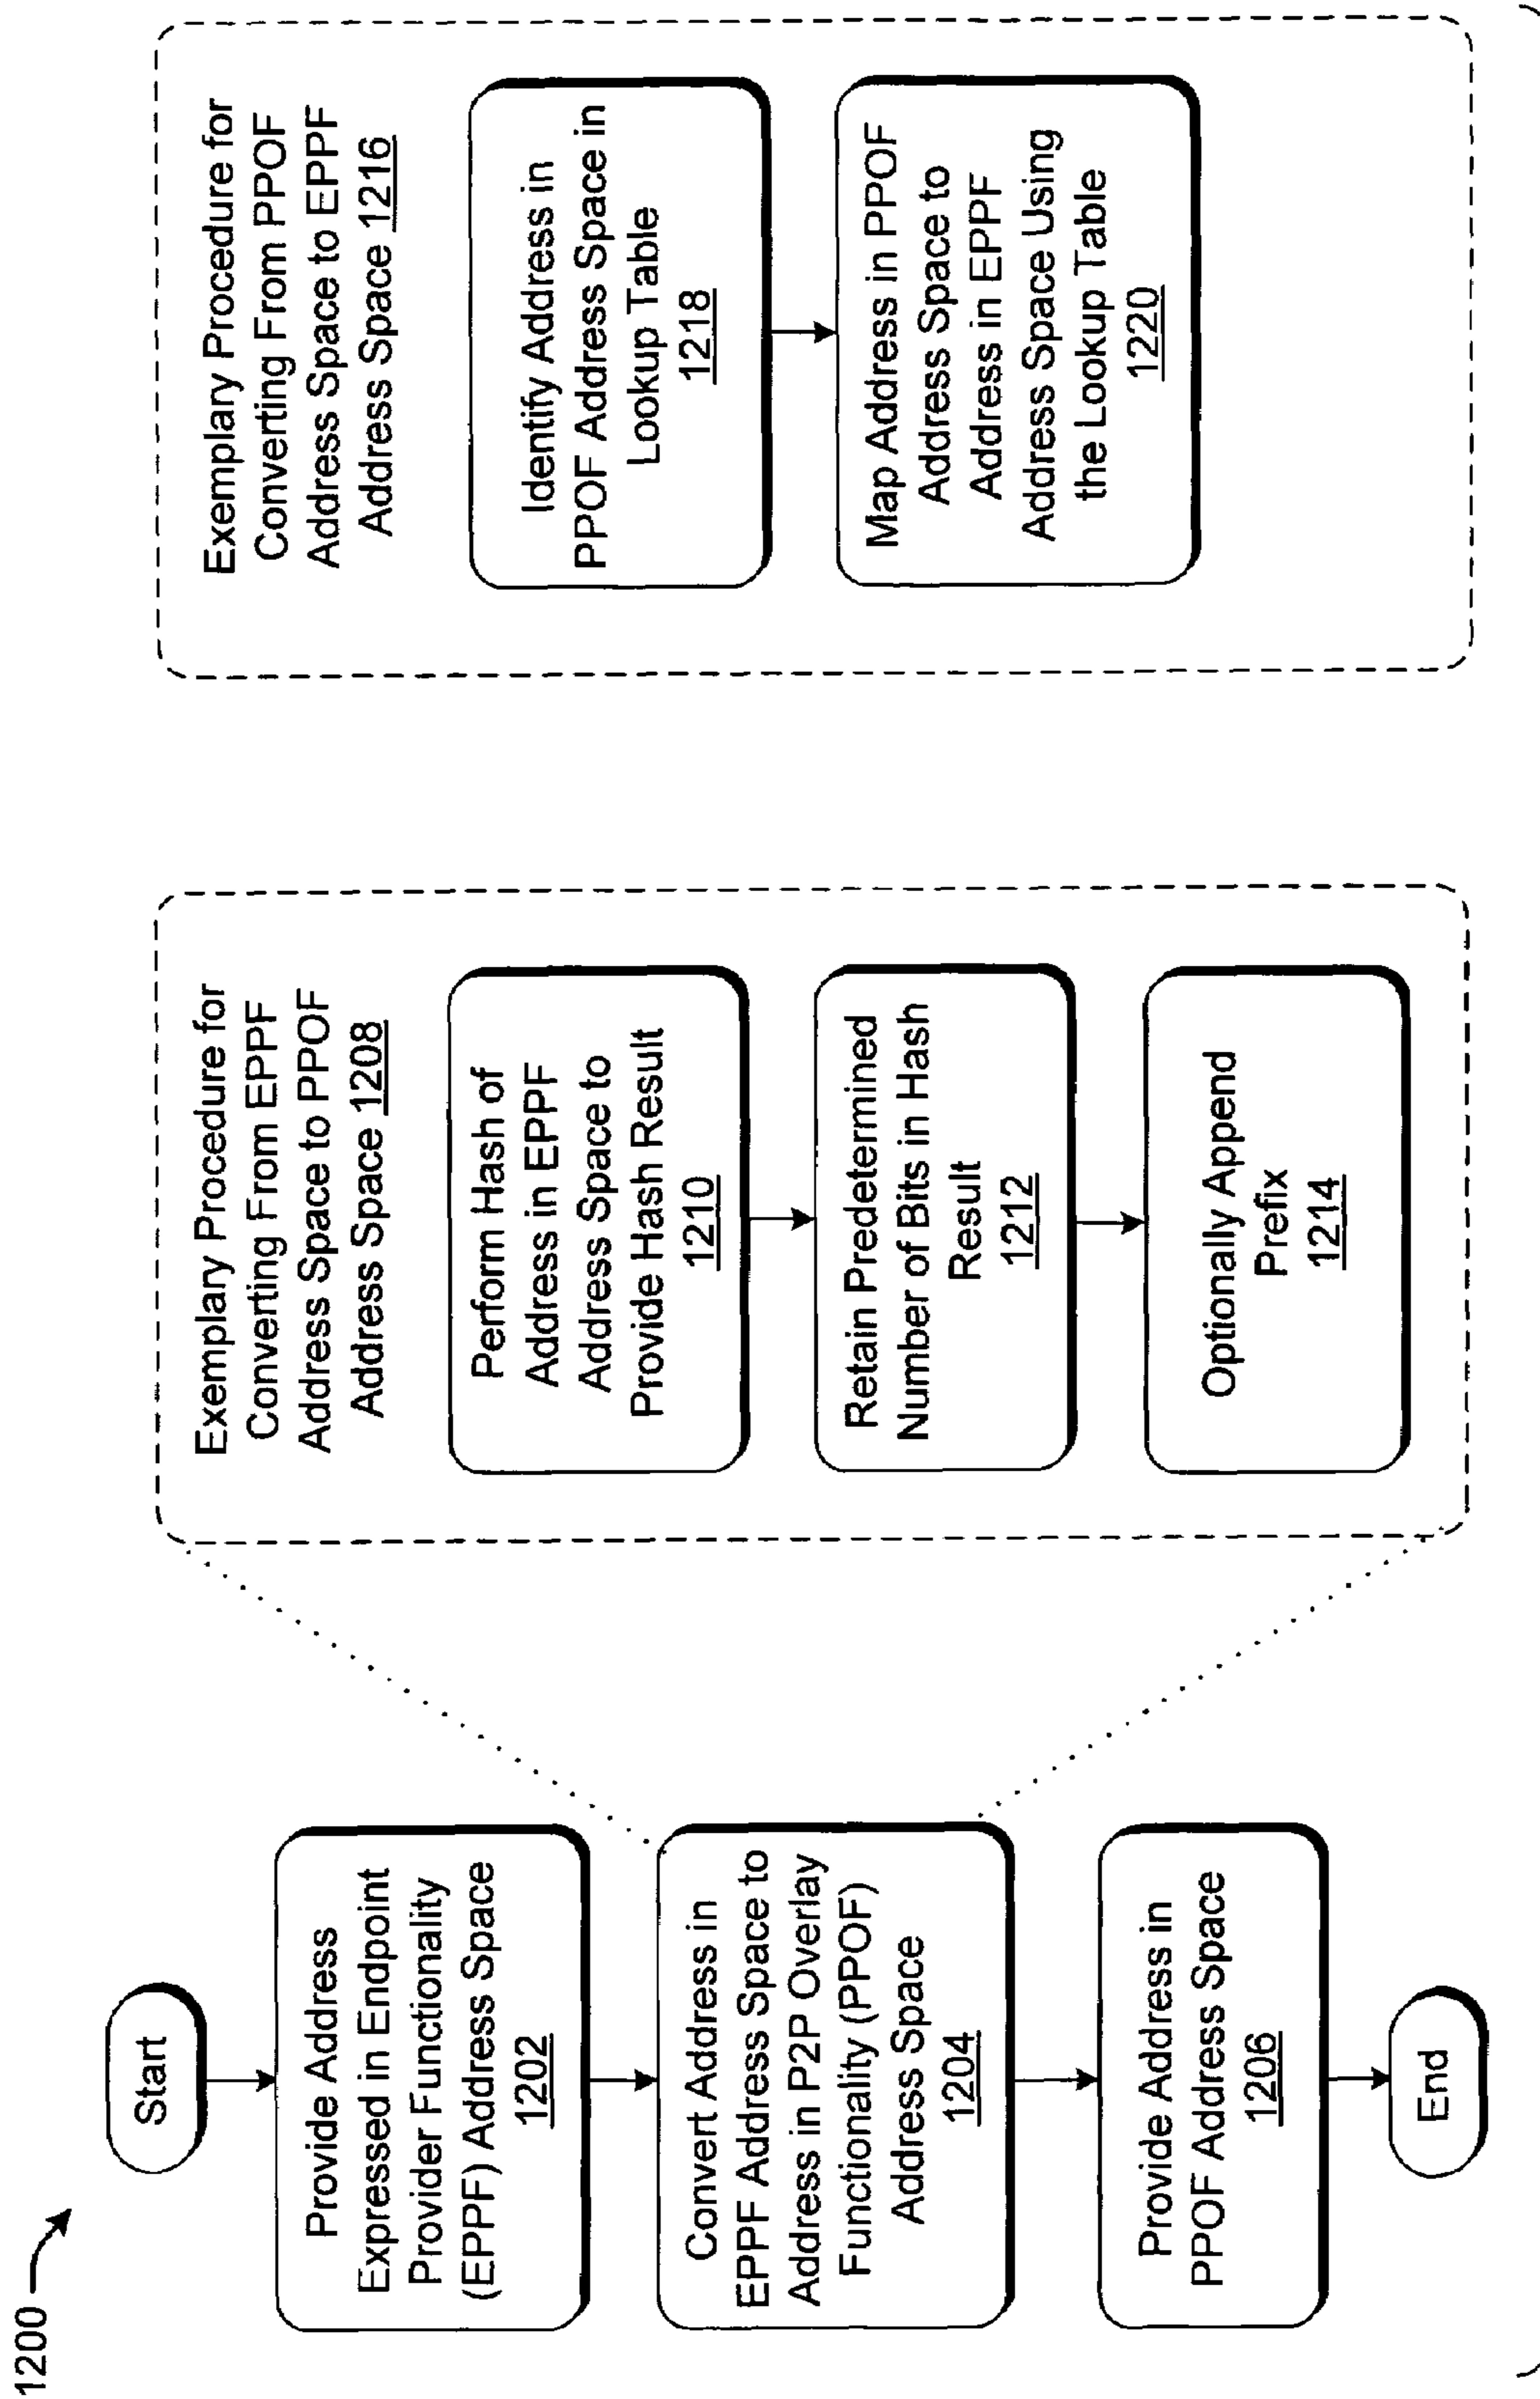 1200
Start
Provide Address
Expressed in Endpoint
Provider Functionality
(EPPF) Address Space
1202
Convert Address in
EPPF Address Space to
Address in P2P Overlay
Functionality (PPOF)
Address Space
1204
Provide Address in
PPOF Address Space
1206
End
Exemplary Procedure for
Converting From EPPF
Address Space to PPOF
Address Space 1208
Perform Hash of
Address in EPPF
Address Space to
Provide Hash Result
1210
Retain Predetermined
Number of Bits in Hash
Result
1212
Optionally Append
Prefix
1214
Exemplary Procedure for
Converting From PPOF
Address Space to EPPF
Address Space 1216
Identify Address in
PPOF Address Space in
Lookup Table
1218
Map Address in PPOF
Address Space to
Address in EPPF
Address Space Using
the Lookup Table
1220